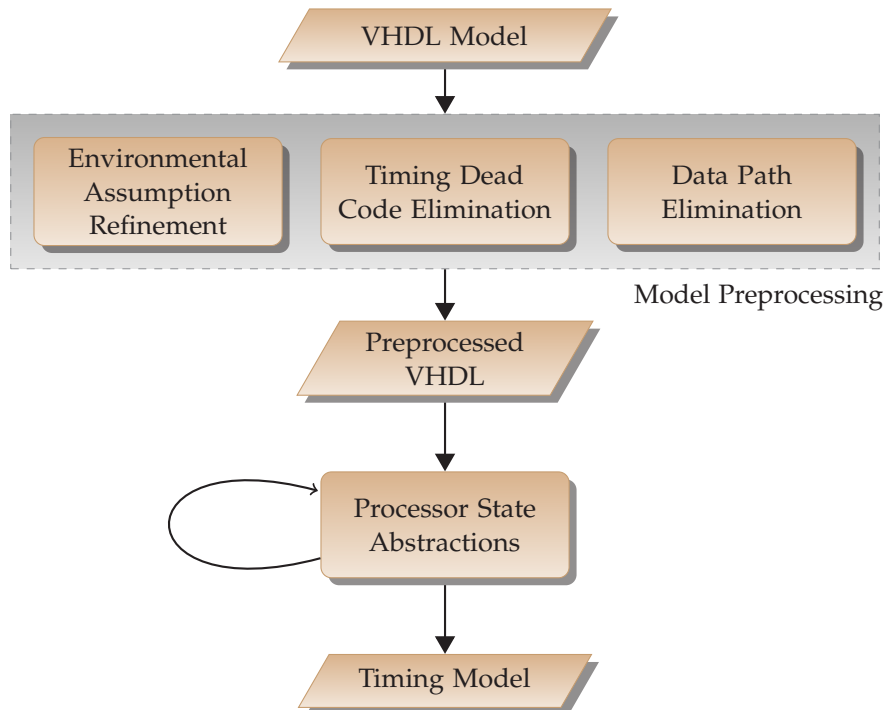 VHDL Model
Environmental
Assumption
Refinement
Timing Dead
Code Elimination
Data Path
Elimination
Model Preprocessing
Preprocessed
VHDL
Processor State
Abstractions
Timing Model